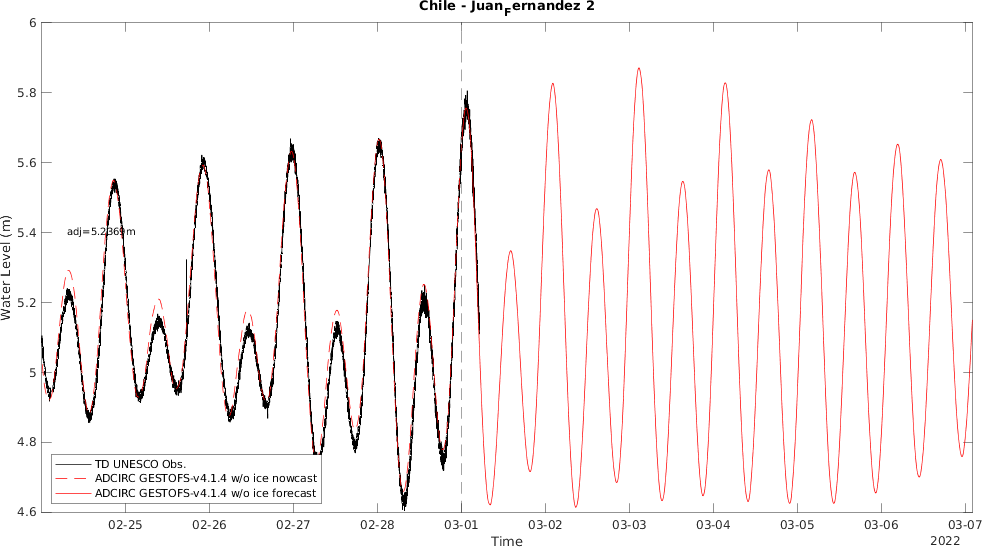 Chile - JuanFernandez 2
6
5.8
5.6
5.4
5.2
5
4.8
4.6
Water Level (m)
adj=5.2369m
TD UNESCO Obs.
ADCIRC GESTOFS-v4.1.4 w/o ice nowcast
ADCIRC GESTOFS-v4.1.4 w/o ice forecast
02-25 02-26 02-27 02-28 03-01 03-02 03-03 03-04 03-05 03-06 03-07
Time
2022